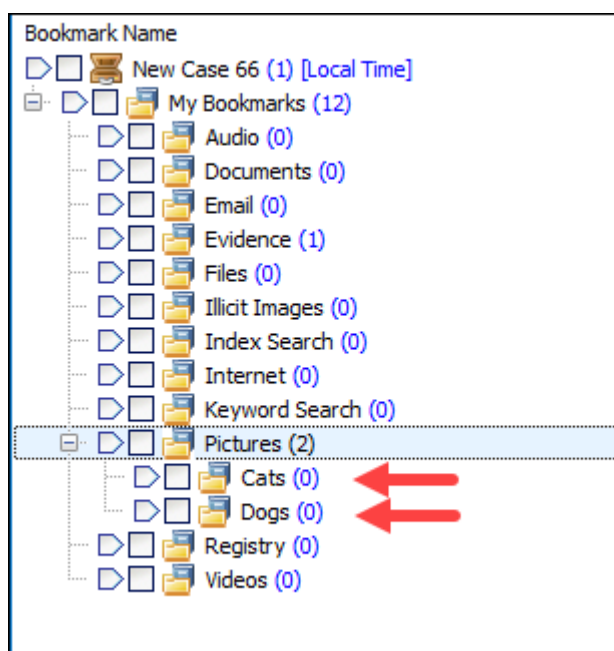 Bookmark Name
New Case 66 (1) [Local Time]
My Bookmarks (12)
Audio (0)
Documents (0)
Email (0)
Evidence (1)
Files (0)
Illicit Images (0)
Index Search (0)
Internet (0)
Keyword Search (0)
Pictures (2)
Cats (0)
Dogs (0)
Registry (0)
Videos (0)